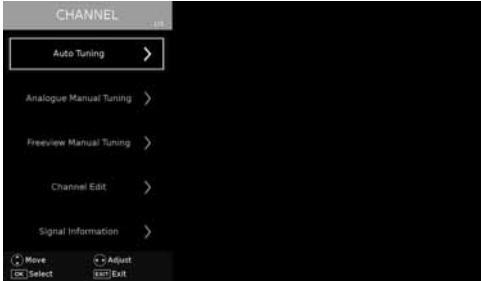 CHANNEL
Auto Tuning
Analogue Manual Tuning
Freeview Manual Tuning
Channel Edit
Signal Information
Move Adjust
OK Select EXIT Exit